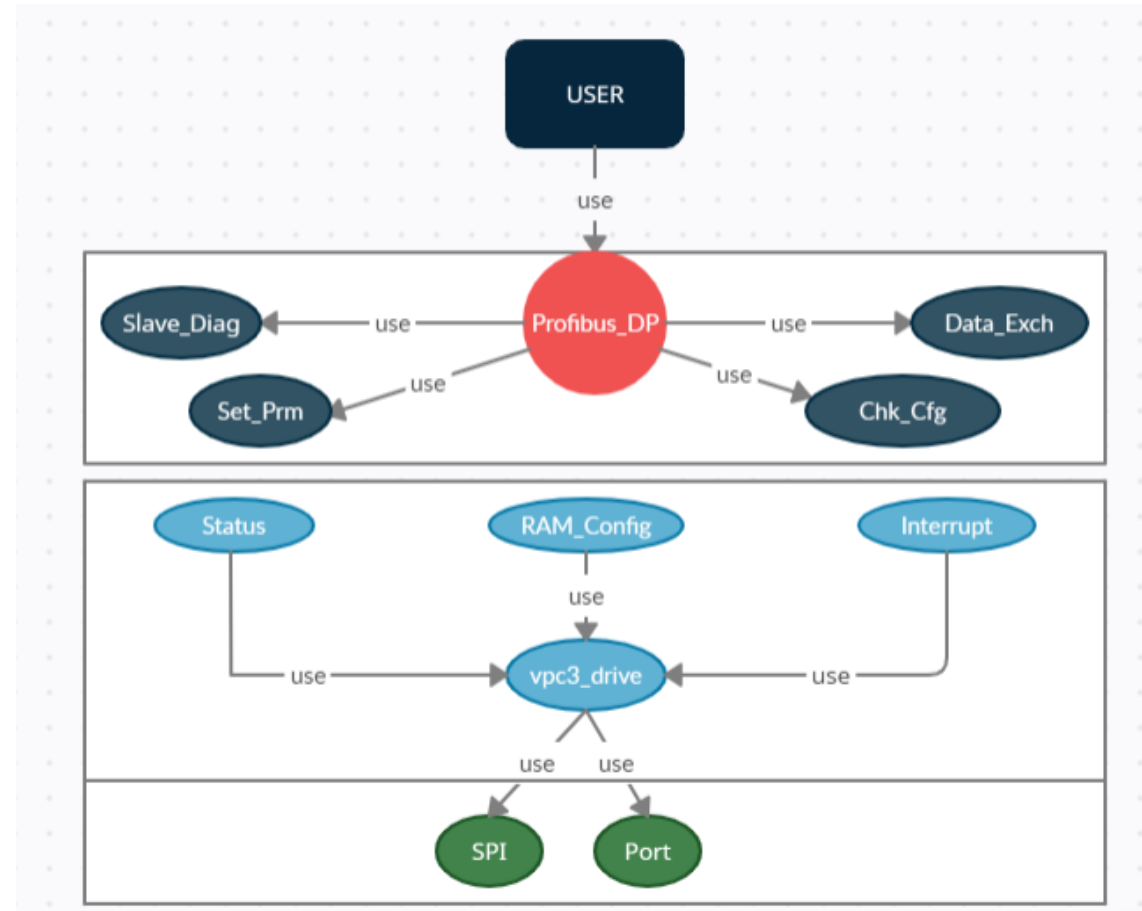 USER
use
Slave_Diag
use
Profibus_DP
use
Data_Exch
use
use
Set_Prm
Chk_Cfg
Status
RAM_Config
Interrupt
use
use
vpc3_drive
use
use
use
SPI
Port